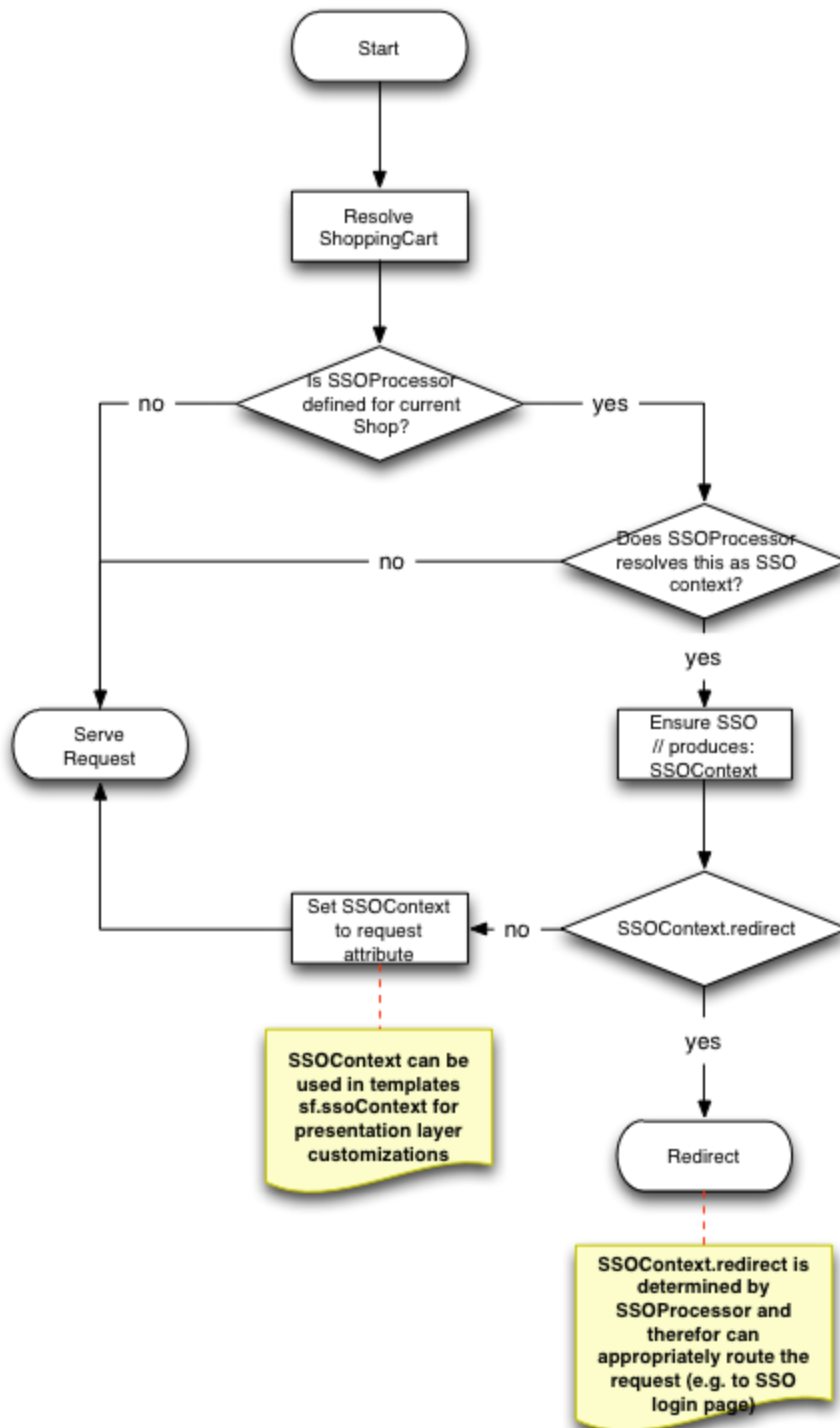 Start
Resolve
ShoppingCart
Is SSOProcessor
defined for current
Shop?
no
yes
Does SSOProcessor
resolves this as SSO
context?
no
yes
Serve
Request
Ensure SSO
// produces:
SSOContext
Set SSOContext
to request
attribute
no
SSOContext.redirect
yes
SSOContext can be
used in templates
sf.ssoContext for
presentation layer
customizations
Redirect
SSOContext.redirect is
determined by
SSOProcessor and
therefor can
appropriately route the
request (e.g. to SSO
login page)